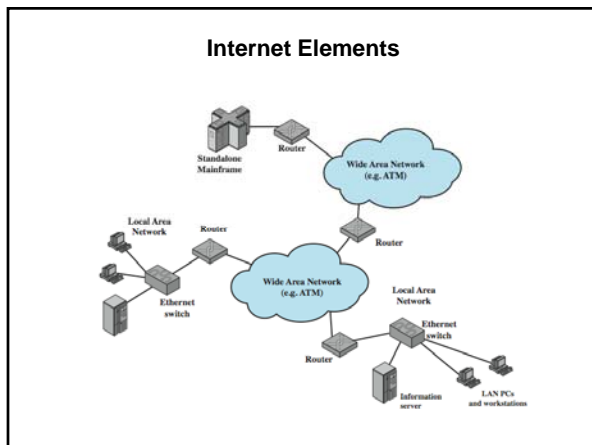 Internet Elements
Standalone
Mainframe
Router
Wide Area Network
(e.g. ATM)
Router
Local Area
Network
Router
Ethernet
switch
Wide Area Network
(e.g. ATM)
Local Area
Network
Ethernet
switch
Router
Information
server
LAN PCs
and workstations